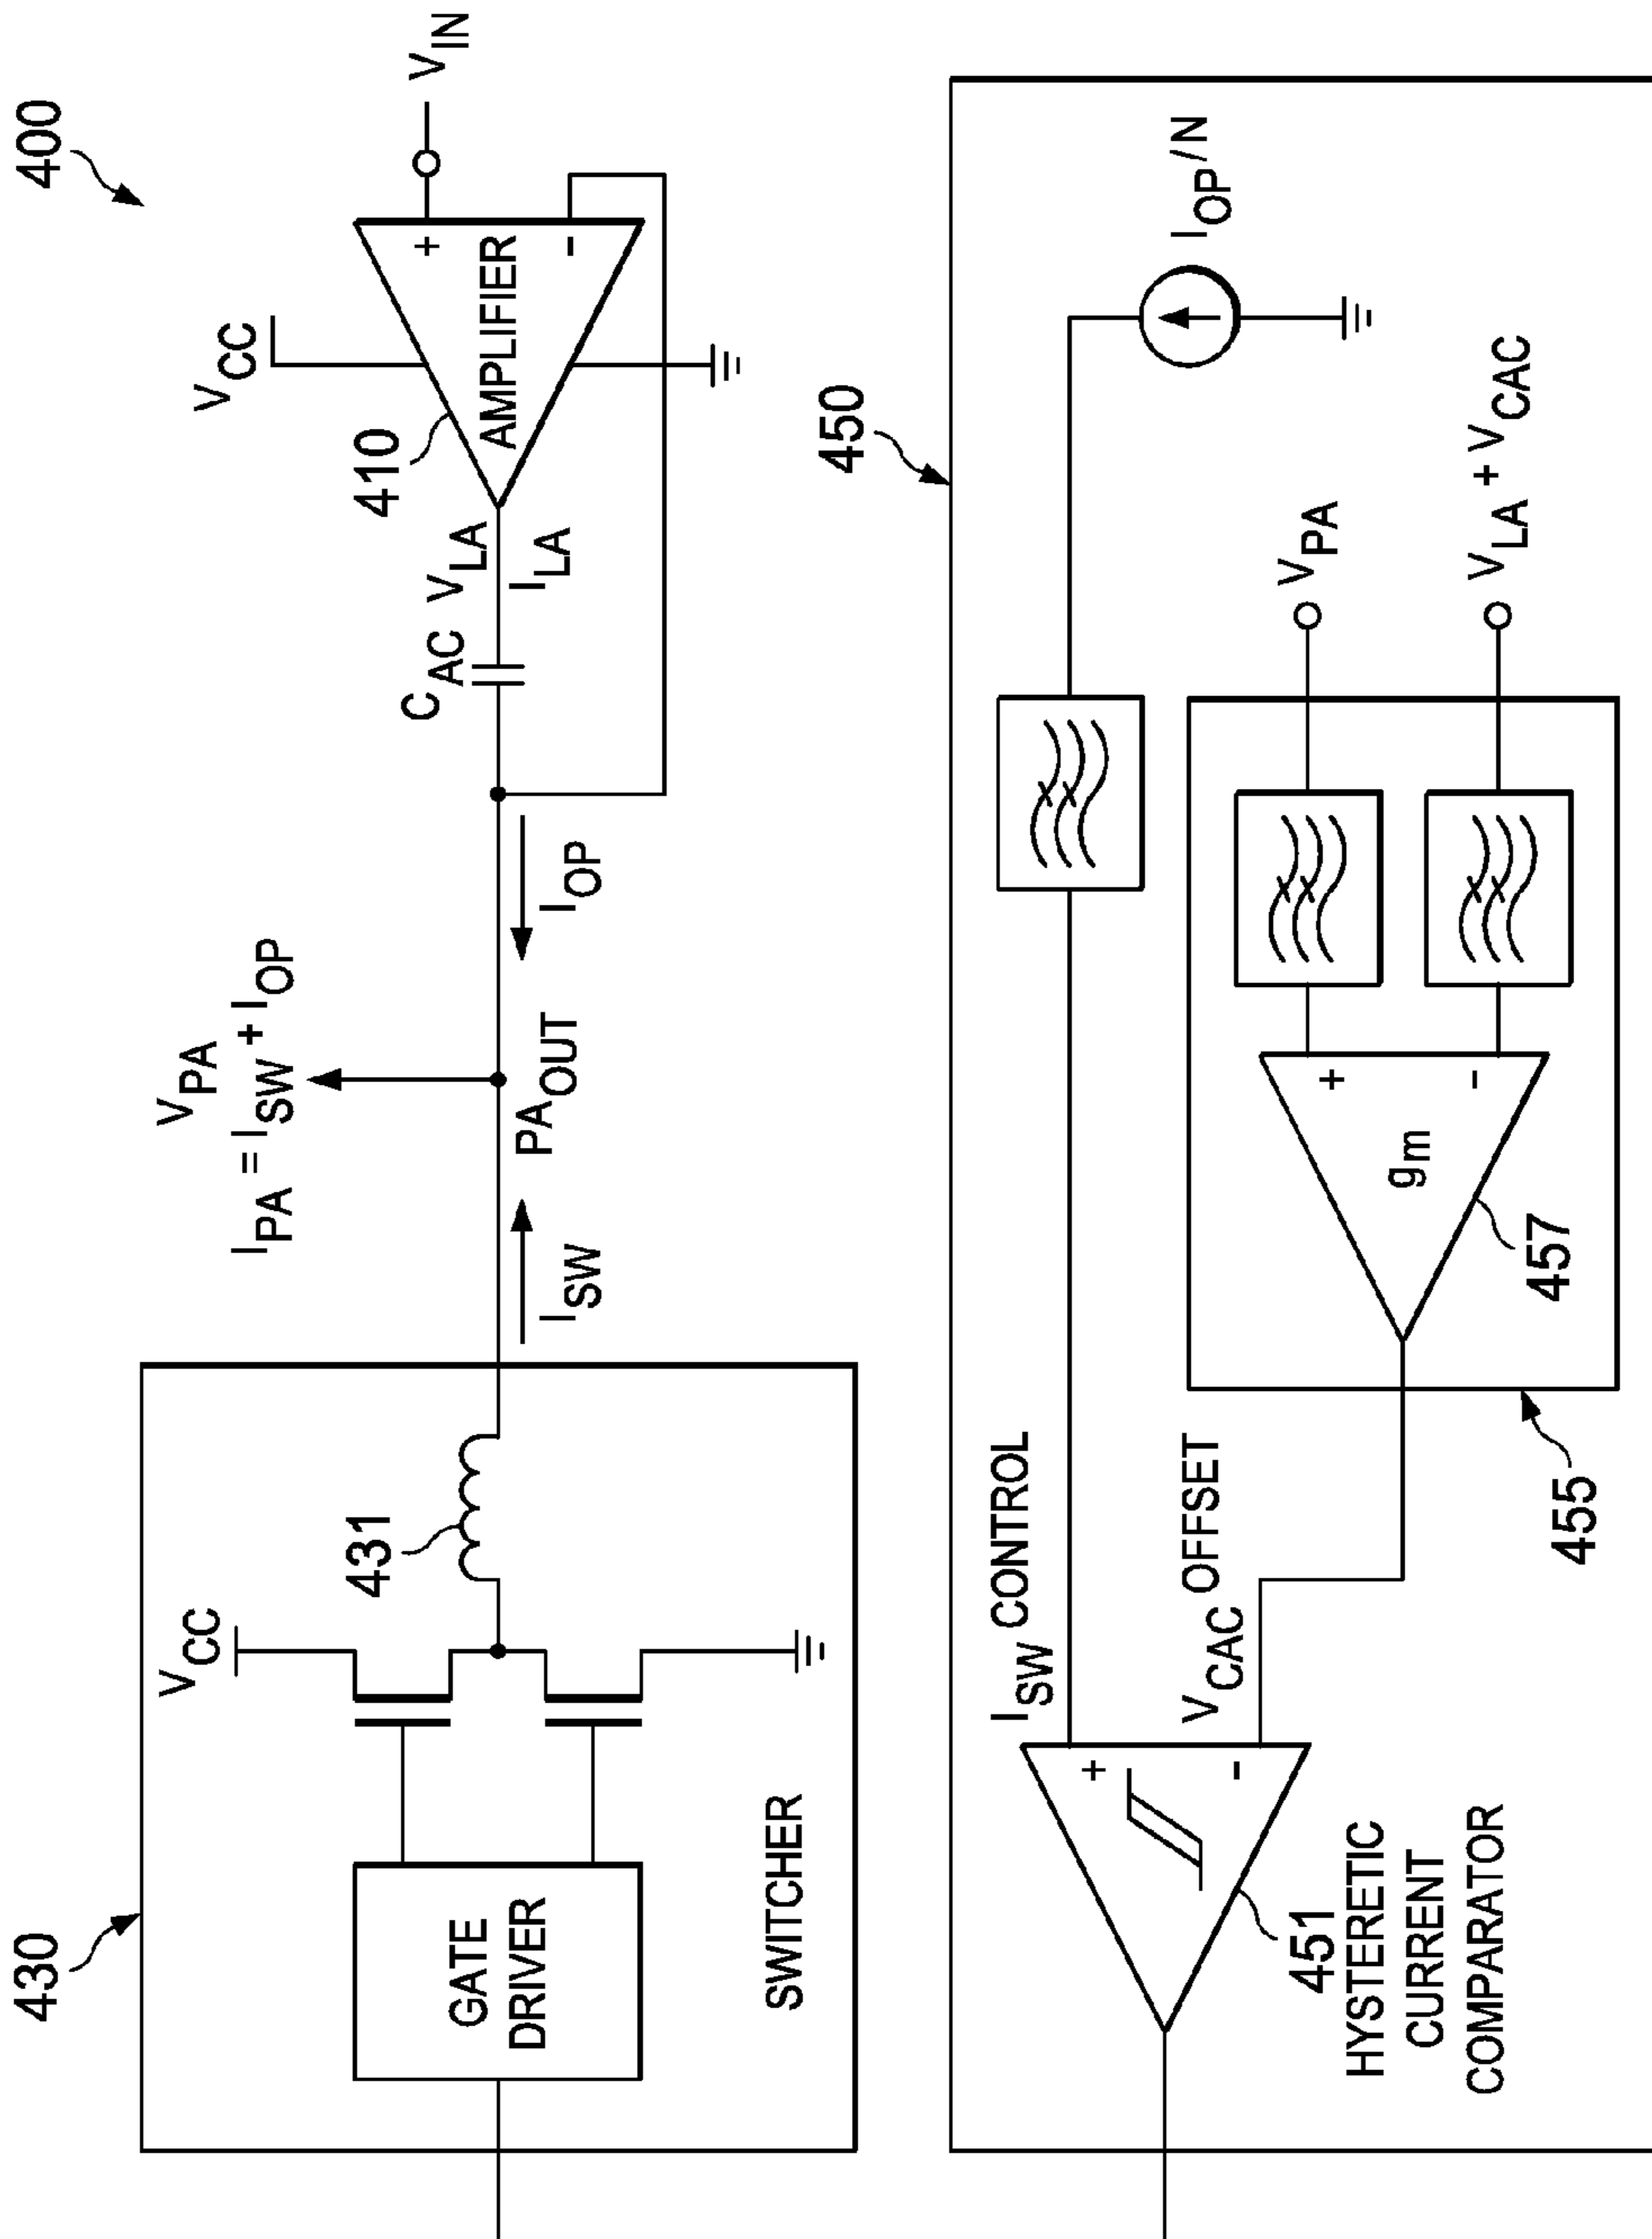 400
430
V_CC
431
GATE
DRIVER
SWITCHER
I_SW
V_PA
I_PA = I_SW + I_OP
PA_OUT
I_OP
C_AC
V_LA
I_LA
410
V_CC
AMPLIFIER
+
-
V_IN
450
I_SW CONTROL
V_CAC OFFSET
+
-
451
HYSTERETIC
CURRENT
COMPARATOR
455
457
g_m
+
-
V_PA
V_LA + V_CAC
I_OP/N